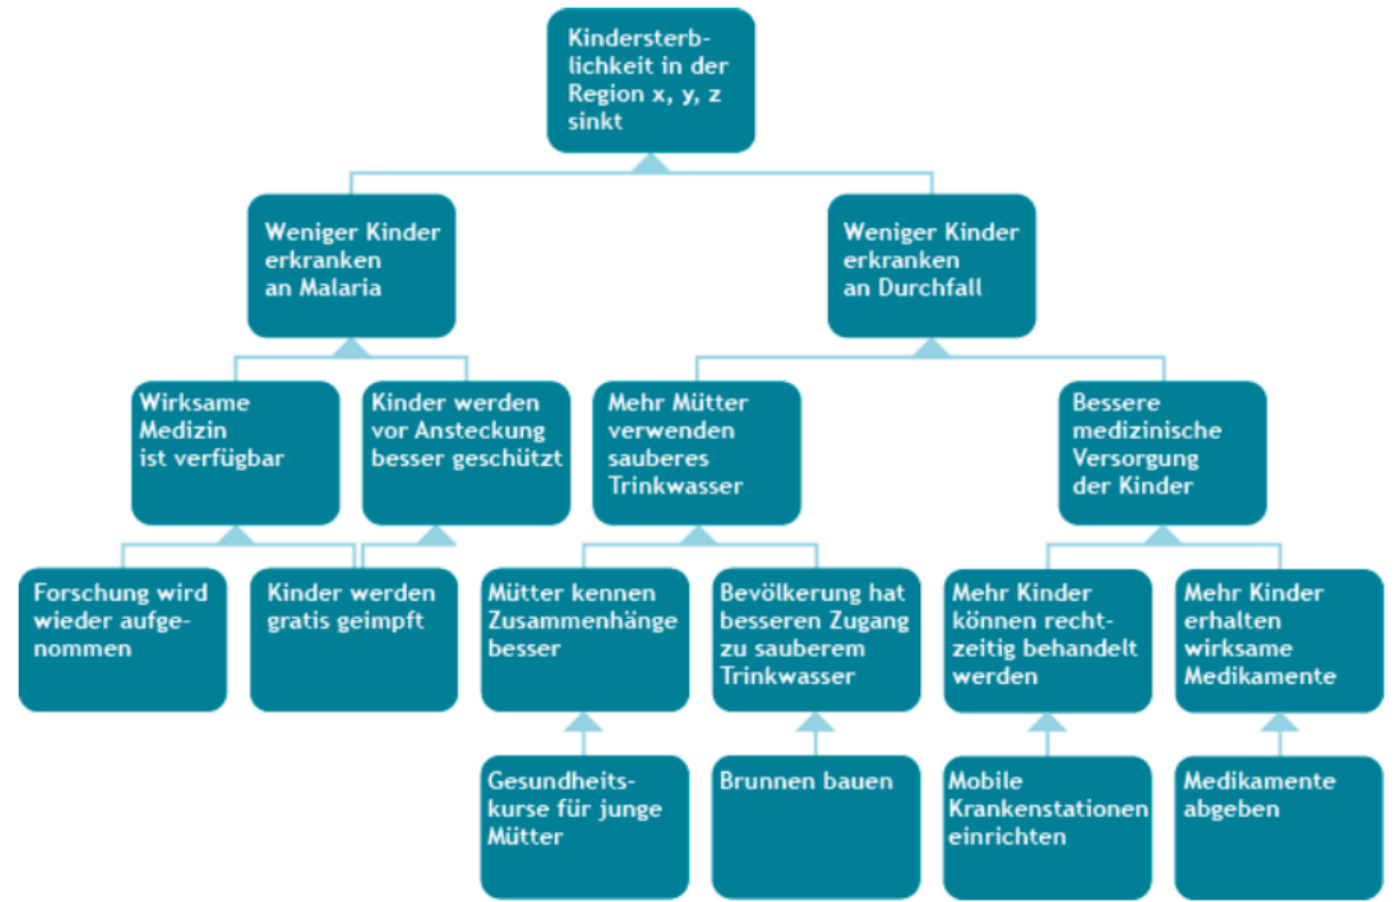 Kindersterb-
lichkeit in der
Region x, y, z
sinkt
Weniger Kinder
erkranken
an Malaria
Weniger Kinder
erkranken
an Durchfall
Wirksame
Medizin
ist verfügbar
Kinder werden
vor Ansteckung
besser geschützt
Mehr Mütter
verwenden
sauberes
Trinkwasser
Bessere
medizinische
Versorgung
der Kinder
Forschung wird
wieder aufge-
nommen
Kinder werden
gratis geimpft
Mütter kennen
Zusammenhänge
besser
Bevölkerung hat
besseren Zugang
zu sauberem
Trinkwasser
Mehr Kinder
können recht-
zeitig behandelt
werden
Mehr Kinder
erhalten
wirksame
Medikamente
Gesundheits-
kurse für junge
Mütter
Brunnen bauen
Mobile
Krankenstationen
einrichten
Medikamente
abgeben